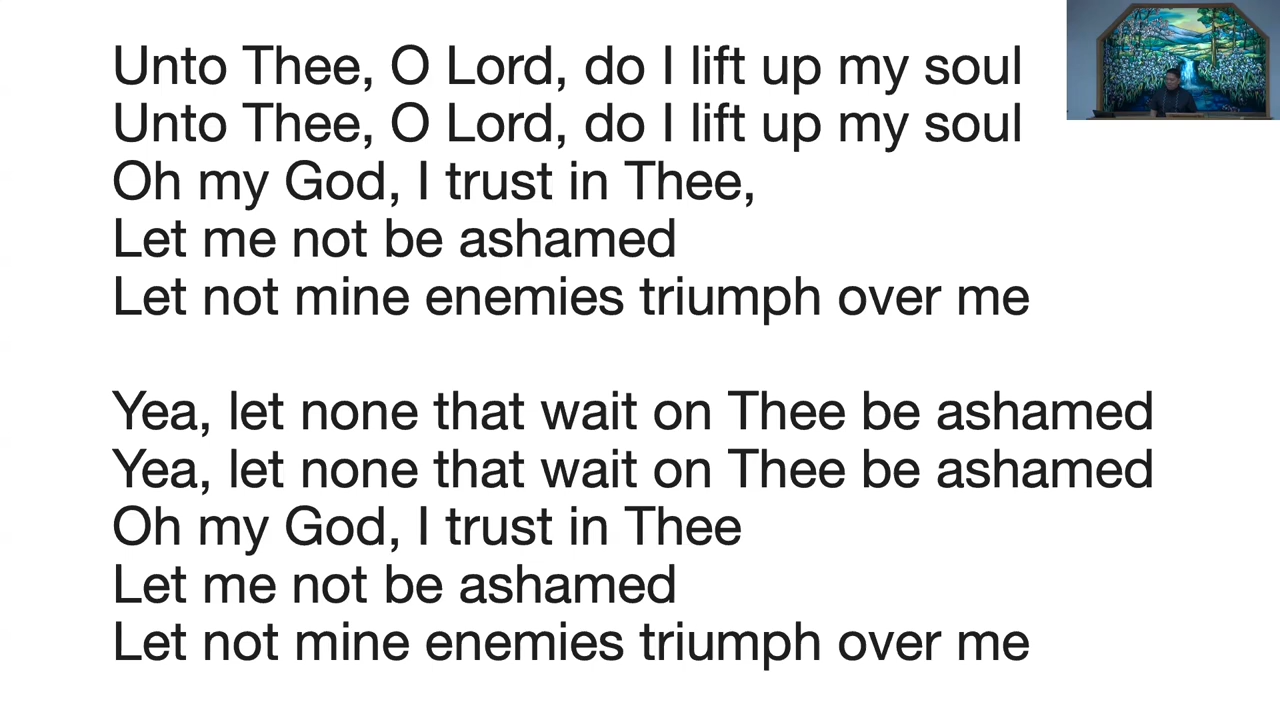 Unto Thee, O Lord, do I lift up my soul
Unto Thee, O Lord, do I lift up my soul
Oh my God, I trust in Thee,
Let me not be ashamed
Let not mine enemies triumph over me
Yea, let none that wait on Thee be ashamed
Yea, let none that wait on Thee be ashamed
Oh my God, I trust in Thee
Let me not be ashamed
Let not mine enemies triumph over me